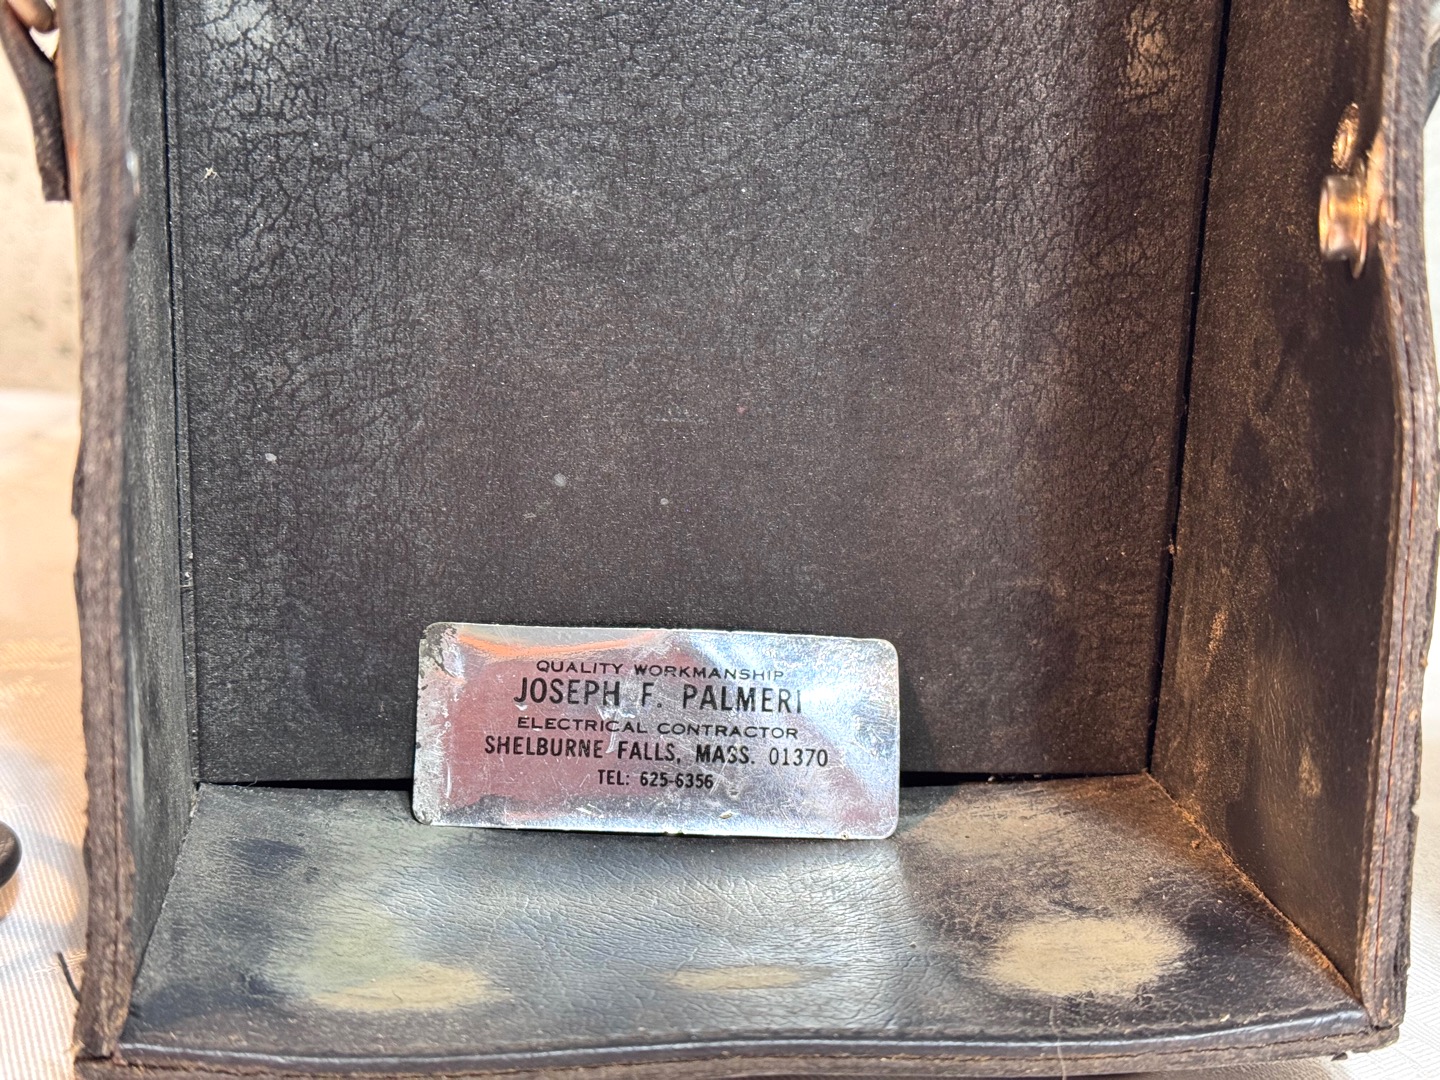 QUALITY WORKMANSHIP
JOSEPH F. PALMERI
ELECTRICAL CONTRACTOR
SHELBURNE FALLS, MASS. 01370
TEL: 625-6356